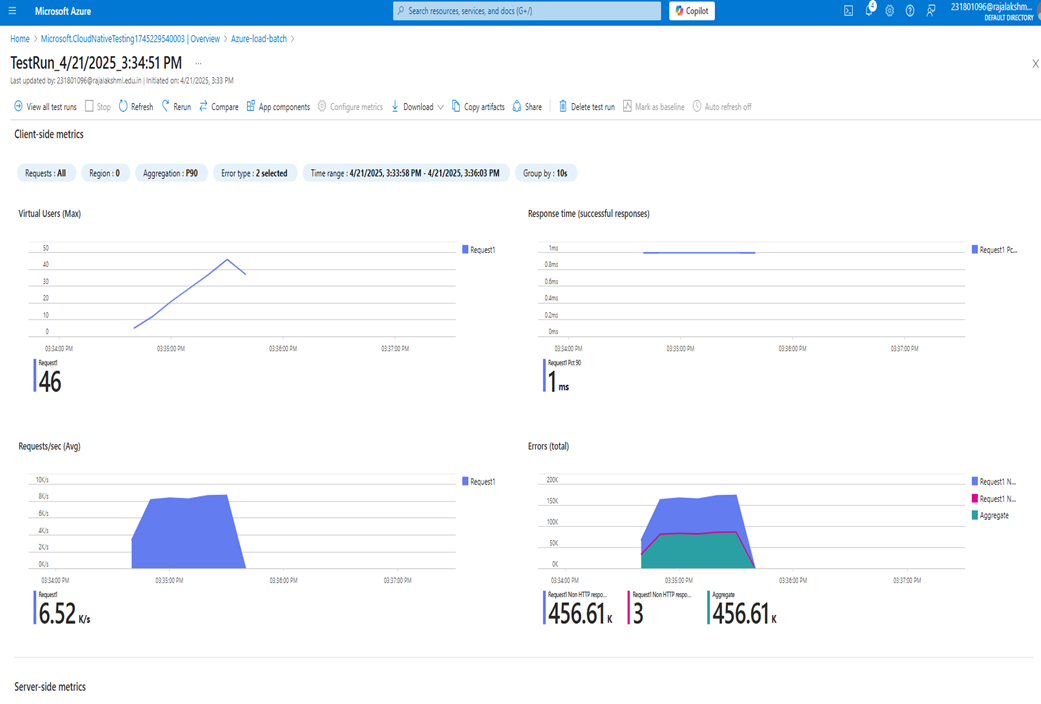 Microsoft Azure
Search resources, services, and docs (G+/)
Copilot
4
231801096@rajalakshm...
DEFAULT DIRECTORY
Home > Microsoft.CloudNativeTesting1745229540003 | Overview > Azure-load-batch >
TestRun_4/21/2025_3:34:51 PM ...
Last updated by: 231801096@rajalakshmi.edu.in | Initiated on: 4/21/2025, 3:33 PM
View all test runs Stop Refresh Rerun Compare App components Configure metrics Download Copy artifacts Share Delete test run Mark as baseline Auto refresh off
Client-side metrics
Requests : All Region : 0 Aggregation : P90 Error type : 2 selected Time range : 4/21/2025, 3:33:58 PM - 4/21/2025, 3:36:03 PM Group by : 10s
Virtual Users (Max)
50
40
30
20
10
0
03:34:00 PM 03:35:00 PM 03:36:00 PM 03:37:00 PM
Request1
Request1
46
Response time (successful responses)
1ms
0.8ms
0.6ms
0.4ms
0.2ms
0ms
03:34:00 PM 03:35:00 PM 03:36:00 PM 03:37:00 PM
Request1 Pc...
Request1 Pct 90
1 ms
Requests/sec (Avg)
10K/s
8K/s
6K/s
4K/s
2K/s
0K/s
03:34:00 PM 03:35:00 PM 03:36:00 PM 03:37:00 PM
Request1
Request1
6.52 K/s
Errors (total)
200K
150K
100K
50K
0K
03:34:00 PM 03:35:00 PM 03:36:00 PM 03:37:00 PM
Request1 N...
Request1 N...
Aggregate
Request1 Non HTTP respo... Request1 Non HTTP respo... Aggregate
456.61 K 3 456.61 K
Server-side metrics